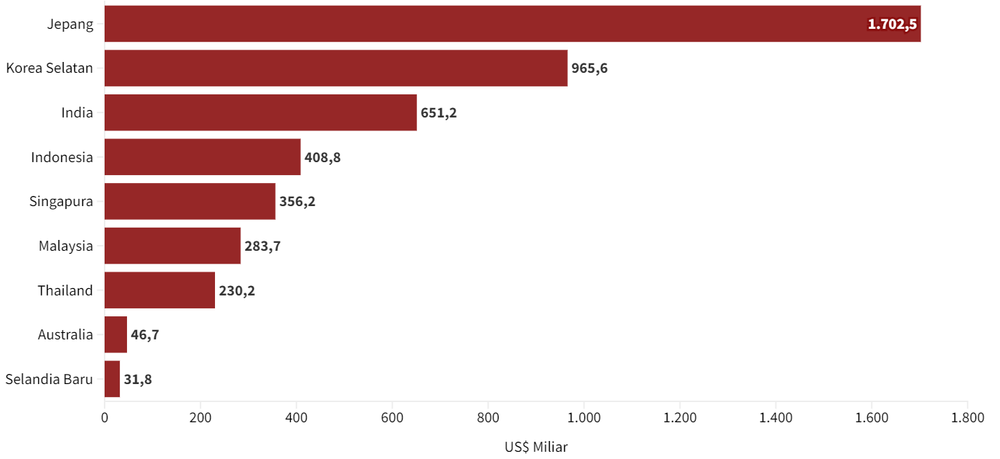 Jepang 1.702,5
Korea Selatan 965,6
India 651,2
Indonesia 408,8
Singapura 356,2
Malaysia 283,7
Thailand 230,2
Australia 46,7
Selandia Baru 31,8
0 200 400 600 800 1.000 1.200 1.400 1.600 1.800
US$ Miliar